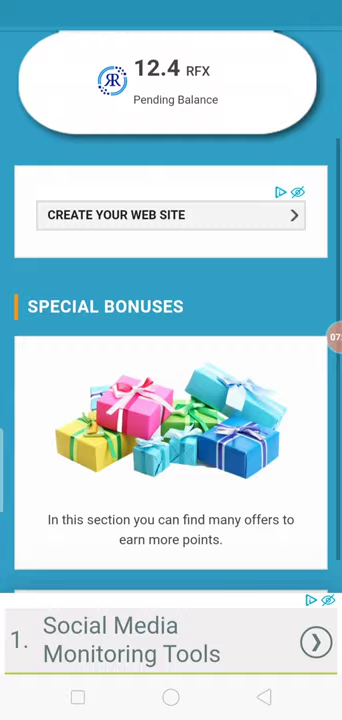 12.4 RFX
Pending Balance
CREATE YOUR WEB SITE
SPECIAL BONUSES
07:
In this section you can find many offers to
earn more points.
1. Social Media
Monitoring Tools